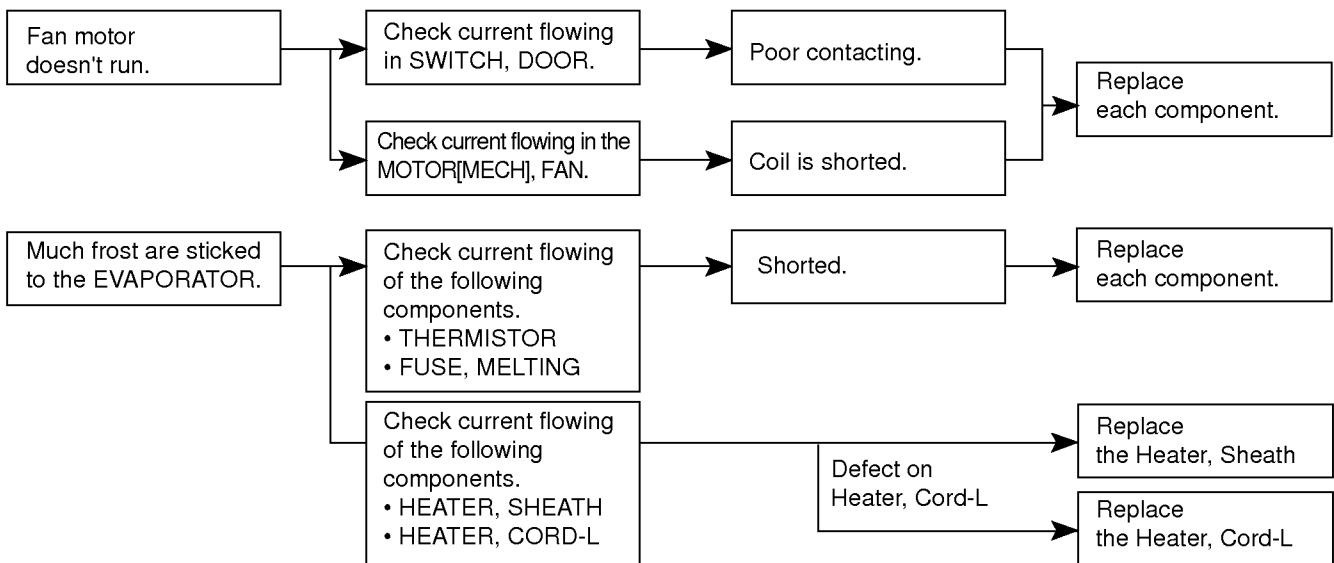 Fan motor
doesn't run.
Check current flowing
in SWITCH, DOOR.
Poor contacting.
Replace
each component.
Check current flowing in the
MOTOR[MECH], FAN.
Coil is shorted.
Much frost are sticked
to the EVAPORATOR.
Check current flowing
of the following
components.
• THERMISTOR
• FUSE, MELTING
Shorted.
Replace
each component.
Check current flowing
of the following
components.
• HEATER, SHEATH
• HEATER, CORD-L
Defect on
Heater, Cord-L
Replace
the Heater, Sheath
Replace
the Heater, Cord-L